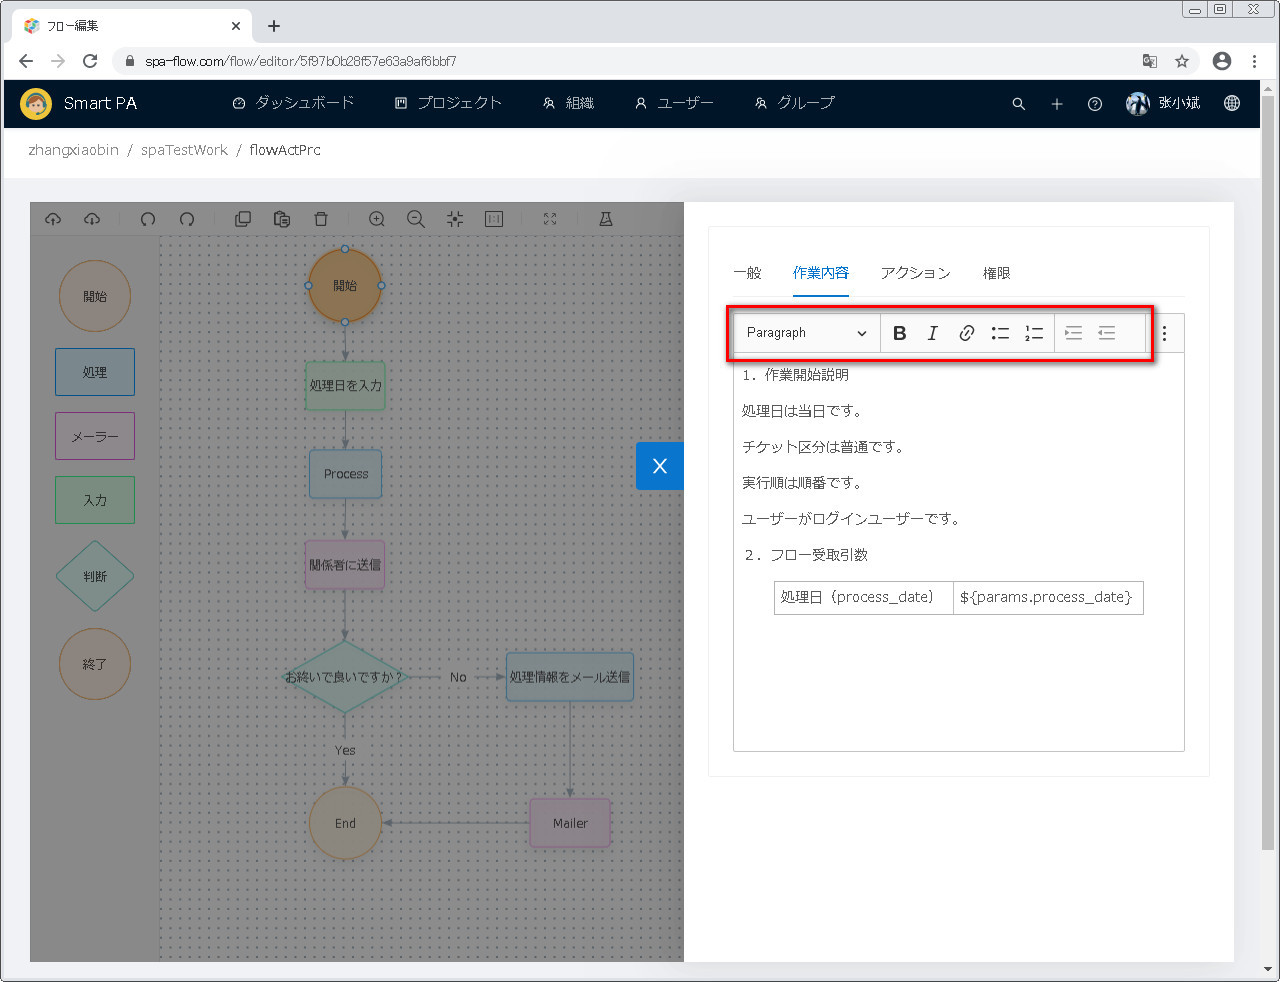 フロー編集
spa-flow.com/flow/editor/5f97b0b28f57e63a9af6bbf7
Smart PA
ダッシュボード
プロジェクト
組織
ユーザー
グループ
张小斌
zhangxiaobin / spaTestWork / flowActPrc
開始
処理
メーラー
入力
判断
終了
開始
処理日を入力
Process
関係者に送信
お終いで良いですか?
No
処理情報をメール送信
Yes
End
Mailer
X
一般
作業内容
アクション
権限
Paragraph
B I
1. 作業開始説明
処理日は当日です。
チケット区分は普通です。
実行順は順番です。
ユーザーがログインユーザーです。
2. フロー受取引数
処理日（process_date） ${params.process_date}